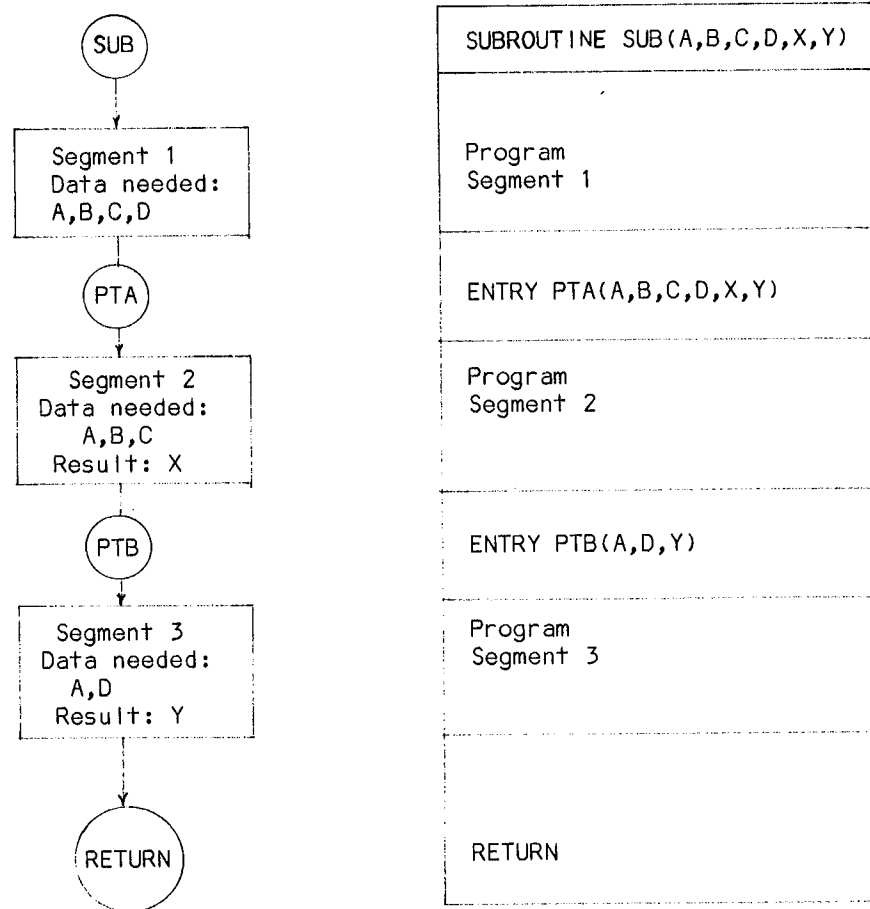 SUB
Segment 1
Data needed:
A,B,C,D
PTA
Segment 2
Data needed:
A,B,C
Result: X
PTB
Segment 3
Data needed:
A,D
Result: Y
RETURN
SUBROUTINE SUB(A,B,C,D,X,Y)
Program
Segment 1
ENTRY PTA(A,B,C,D,X,Y)
Program
Segment 2
ENTRY PTB(A,D,Y)
Program
Segment 3
RETURN